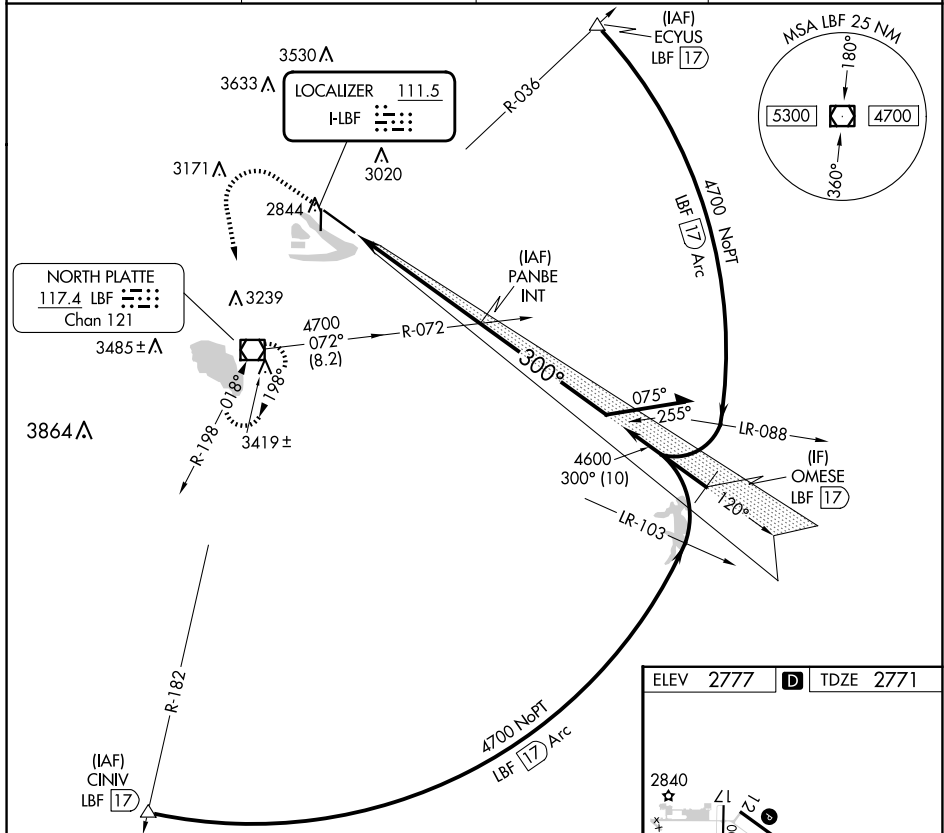 (IAF)
ECYUS
LBF 17
MSA LBF 25 NM
180°
5300
4700
360°
3530
3633
LOCALIZER 111.5
I-LBF
3020
R-036
3171
2844
4700 NoPT
LBF 17 Arc
(IAF)
PANBE
INT
NORTH PLATTE
117.4 LBF
Chan 121
3239
3485±
4700
072°
(8.2)
R-072
300°
075°
255°
LR-088
018°
198°
R-198
3864
3419±
4600
300° (10)
(IF)
OMESE
LBF 17
120°
LR-103
R-182
4700 NoPT
LBF 17 Arc
(IAF)
CINIV
LBF 17
ELEV 2777 D TDZE 2771
2840
17
12
P